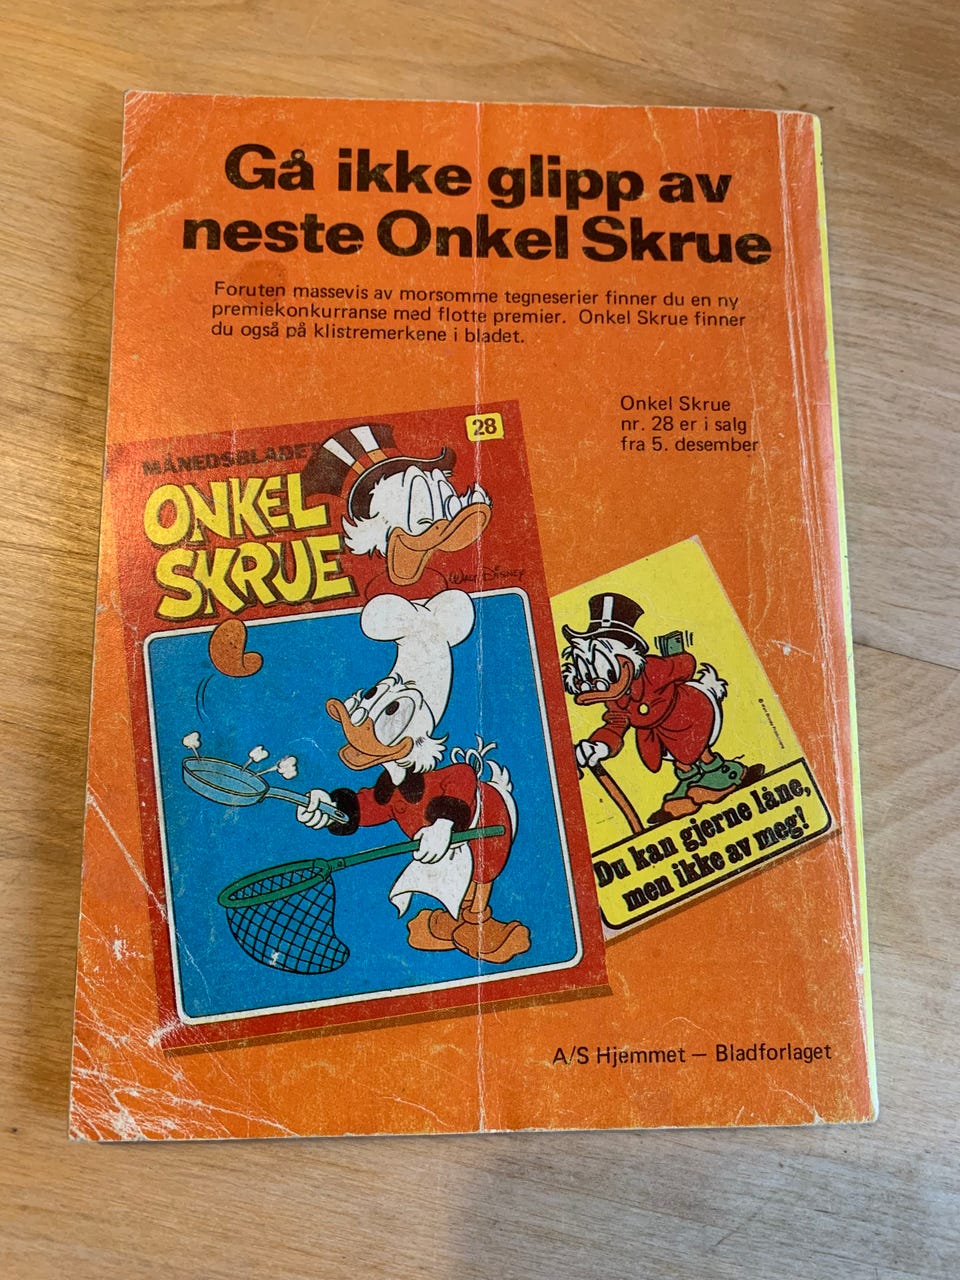 Gå ikke glipp av
neste Onkel Skrue
Foruten massevis av morsomme tegneserier finner du en ny
premiekonkurranse med flotte premier. Onkel Skrue finner
du også på klistremerkene i bladet.
Onkel Skrue
nr. 28 er i salg
fra 5. desember
28
MÅNEDSBLADET
ONKEL
SKRUE
WALT DISNEY
Du kan gjerne låne,
men ikke av meg!
A/S Hjemmet — Bladforlaget